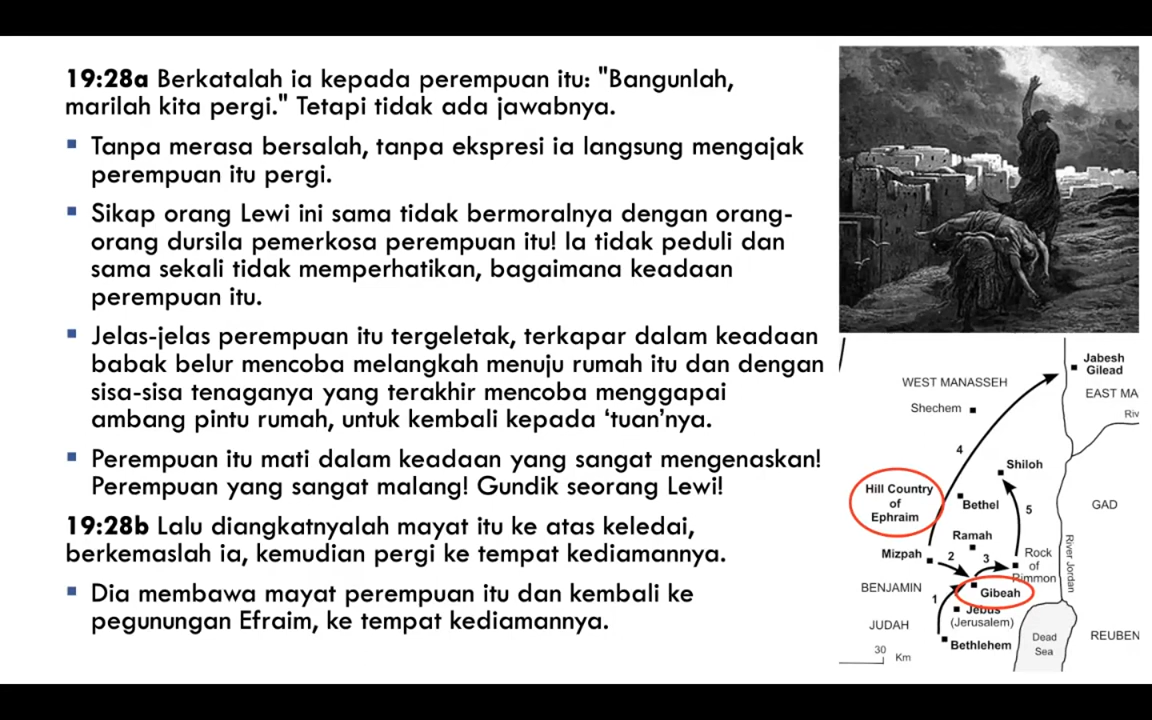 19:28a Berkatalah ia kepada perempuan itu: "Bangunlah,
marilah kita pergi." Tetapi tidak ada jawabnya.
▪ Tanpa merasa bersalah, tanpa ekspresi ia langsung mengajak
perempuan itu pergi.
▪ Sikap orang Lewi ini sama tidak bermoralnya dengan orang-
orang dursila pemerkosa perempuan itu! Ia tidak peduli dan
sama sekali tidak memperhatikan, bagaimana keadaan
perempuan itu.
▪ Jelas-jelas perempuan itu tergeletak, terkapar dalam keadaan
babak belur mencoba melangkah menuju rumah itu dan dengan
sisa-sisa tenaganya yang terakhir mencoba menggapai
ambang pintu rumah, untuk kembali kepada ‘tuan’nya.
▪ Perempuan itu mati dalam keadaan yang sangat mengenaskan!
Perempuan yang sangat malang! Gundik seorang Lewi!
19:28b Lalu diangkatnyalah mayat itu ke atas keledai,
berkemaslah ia, kemudian pergi ke tempat kediamannya.
▪ Dia membawa mayat perempuan itu dan kembali ke
pegunungan Efraim, ke tempat kediamannya.
Jabesh
Gilead
WEST MANASSEH
EAST MA
Shechem
Riv
4
Shiloh
Hill Country
of
Ephraim
Bethel
5
GAD
Ramah
Mizpah
2
3
Rock
of
Rimmon
River Jordan
BENJAMIN
1
Gibeah
Jebus
(Jerusalem)
JUDAH
Dead
Sea
REUBEN
Bethlehem
30
Km